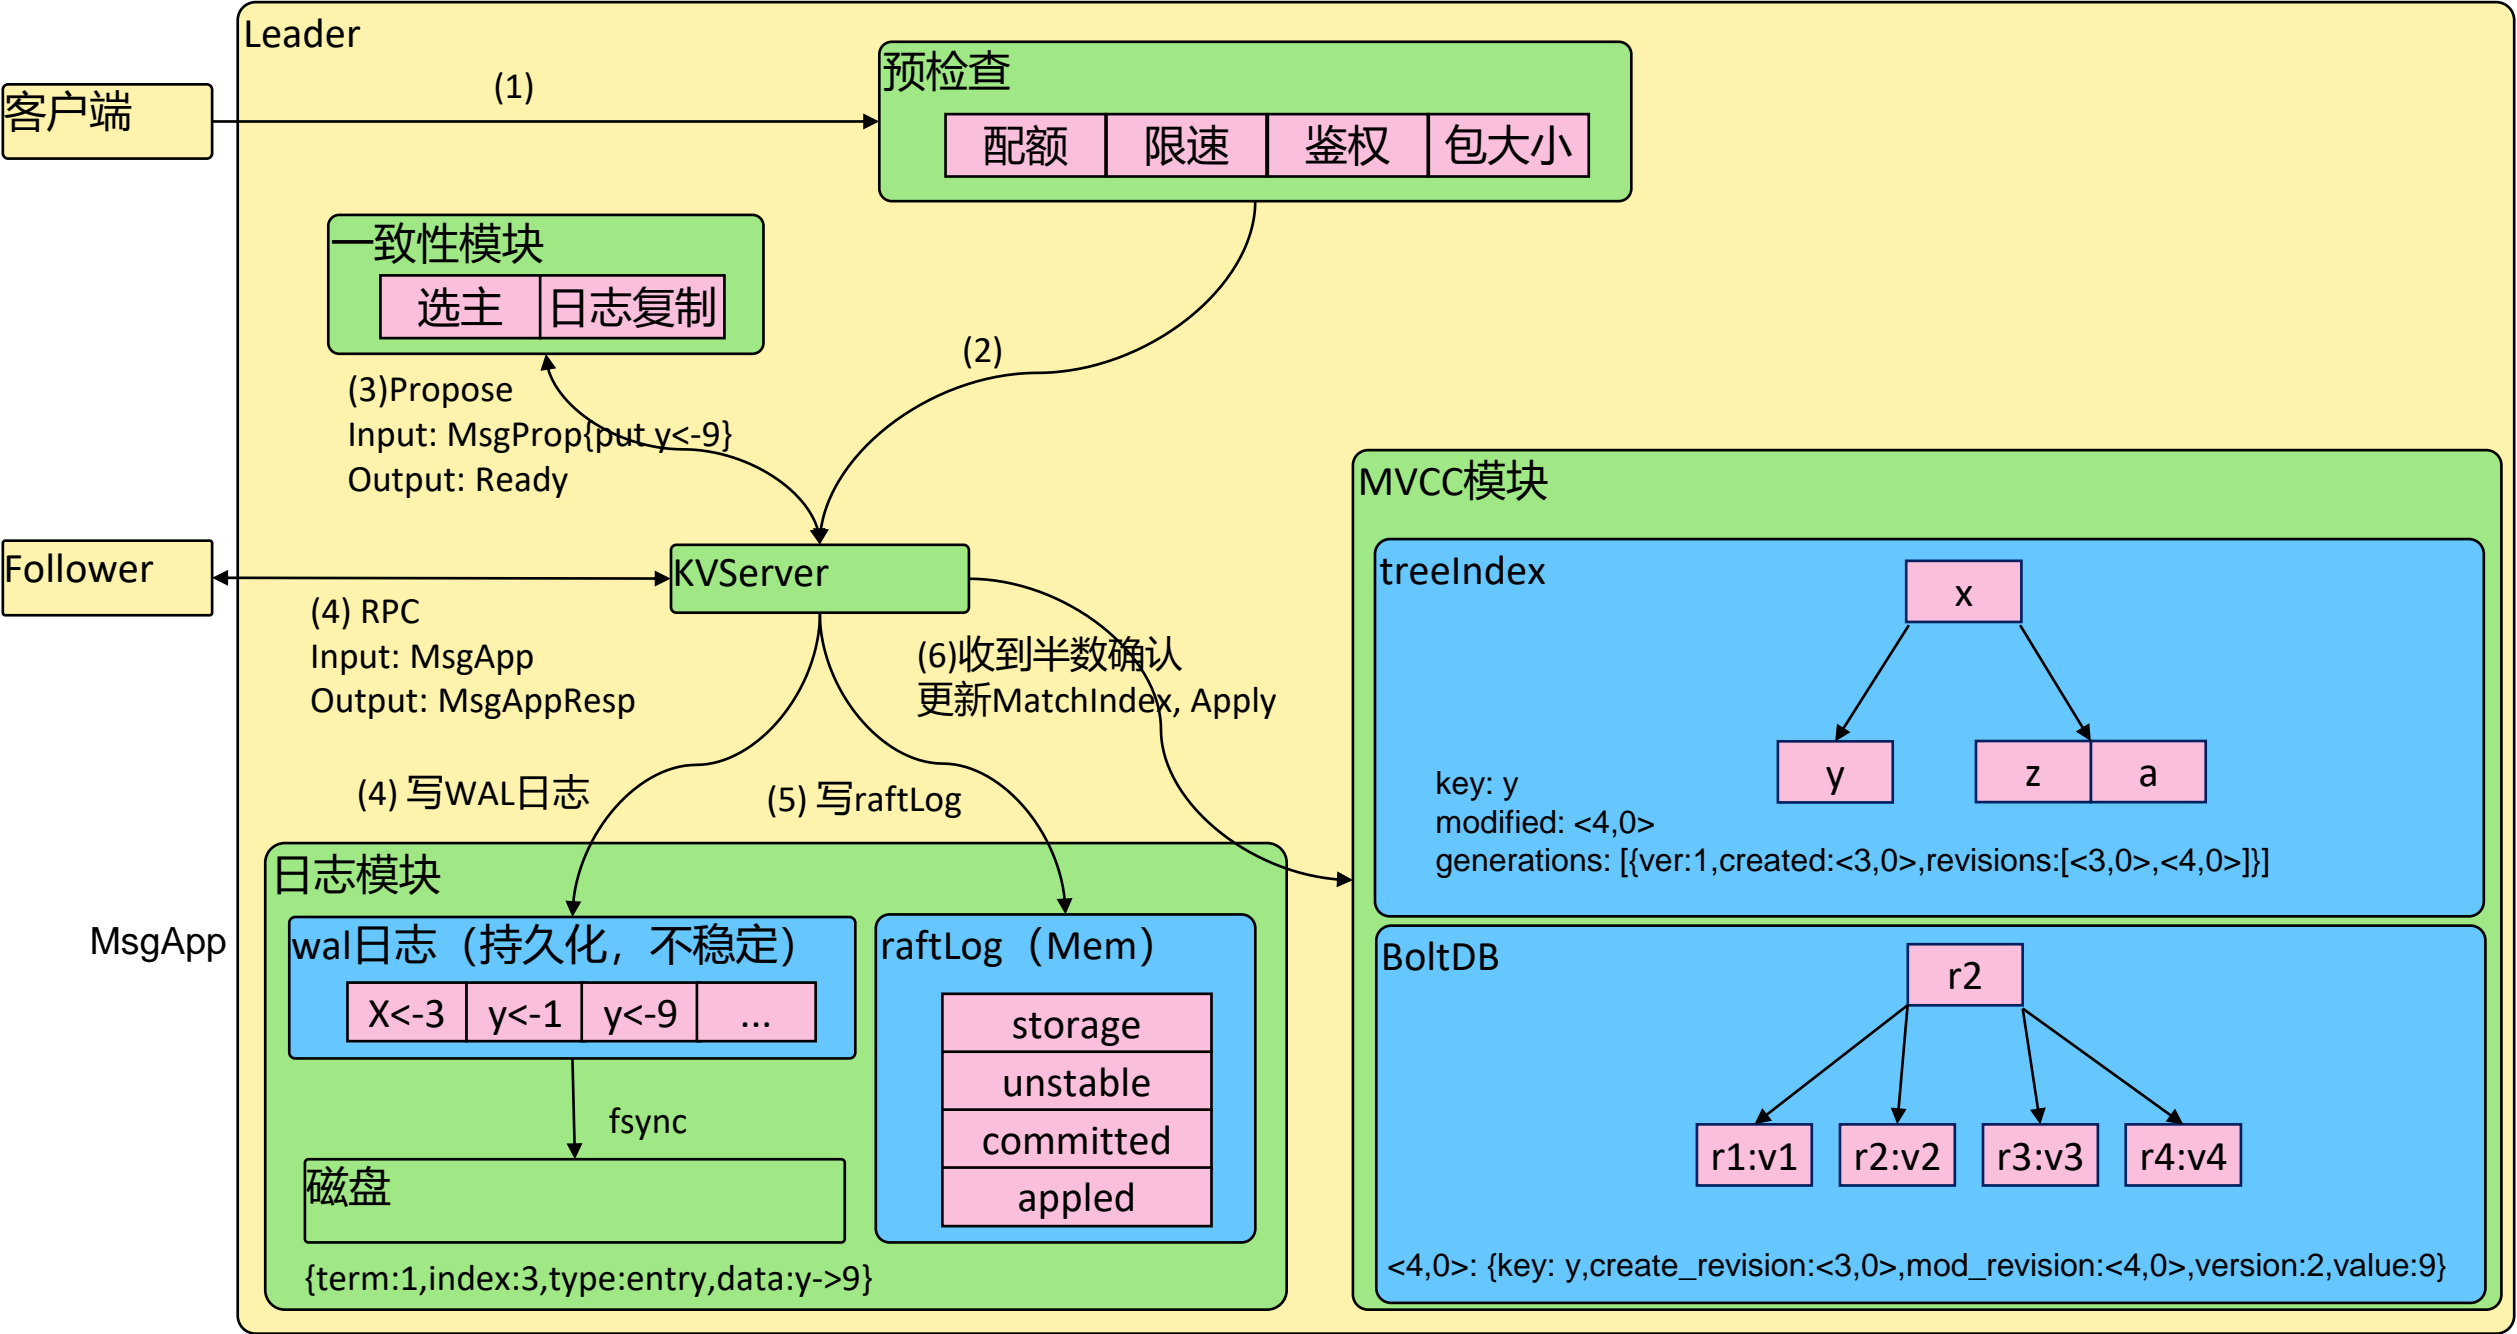 Leader
客户端
(1)
预检查
配额
限速
鉴权
包大小
一致性模块
选主
日志复制
(2)
(3)Propose
Input: MsgProp{put y<-9}
Output: Ready
Follower
KVServer
(4) RPC
Input: MsgApp
Output: MsgAppResp
(6)收到半数确认
更新MatchIndex, Apply
(4) 写WAL日志
(5) 写raftLog
日志模块
MsgApp
wal日志（持久化，不稳定）
X<-3
y<-1
y<-9
...
fsync
磁盘
{term:1,index:3,type:entry,data:y->9}
raftLog（Mem）
storage
unstable
committed
appled
MVCC模块
treeIndex
x
y
z
a
key: y
modified: <4,0>
generations: [{ver:1,created:<3,0>,revisions:[<3,0>,<4,0>]}]
BoltDB
r2
r1:v1
r2:v2
r3:v3
r4:v4
<4,0>: {key: y,create_revision:<3,0>,mod_revision:<4,0>,version:2,value:9}